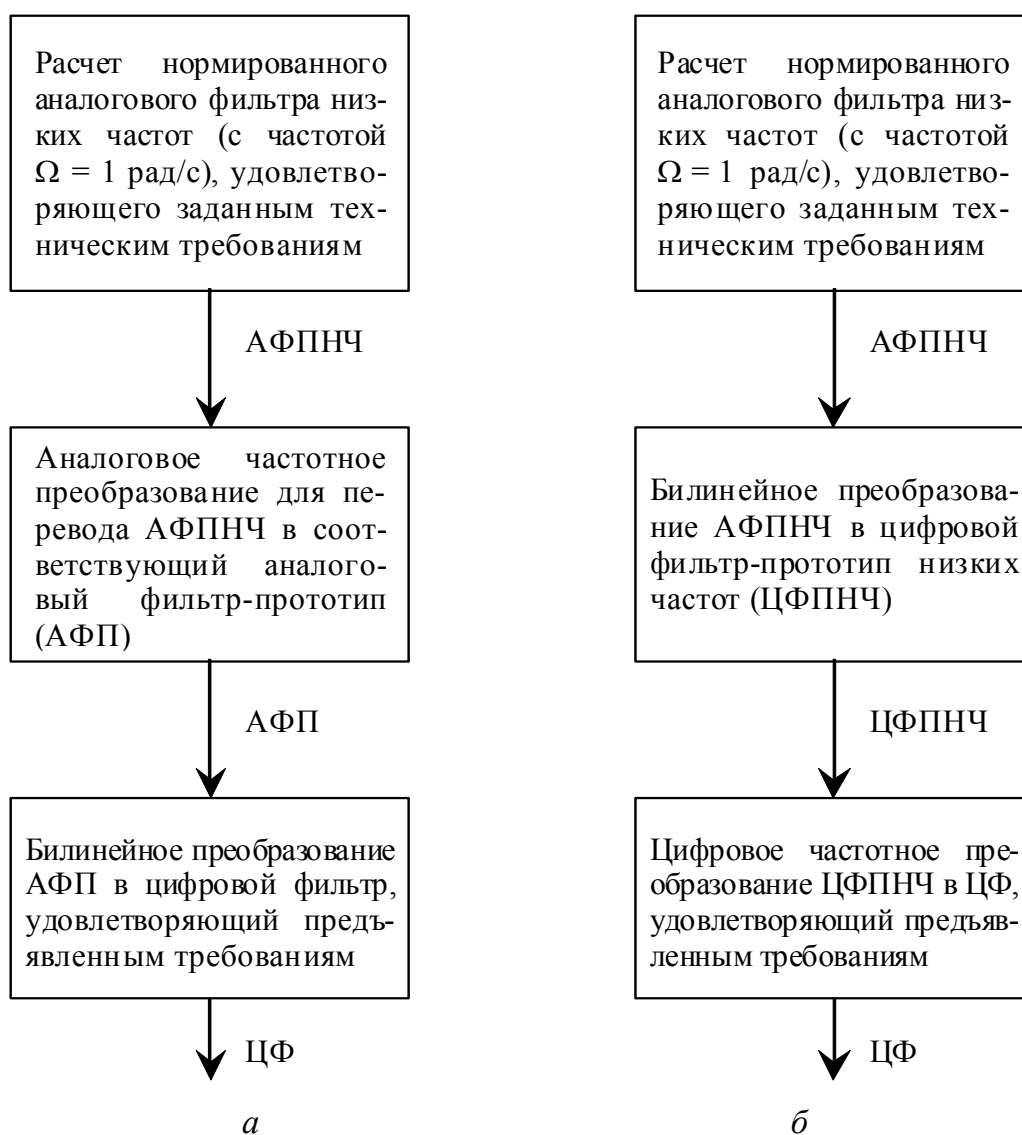 Расчет нормированного
аналогового фильтра низ-
ких частот (с частотой
Ω = 1 рад/с), удовлетво-
ряющего заданным тех-
ническим требованиям
АФПНЧ
Аналоговое частотное
преобразование для пе-
ревода АФПНЧ в соот-
ветствующий аналого-
вый фильтр-прототип
(АФП)
АФП
Билинейное преобразование
АФП в цифровой фильтр,
удовлетворяющий предъ-
явленным требованиям
ЦФ
а
Расчет нормированного
аналогового фильтра низ-
ких частот (с частотой
Ω = 1 рад/с), удовлетво-
ряющего заданным тех-
ническим требованиям
АФПНЧ
Билинейное преобразова-
ние АФПНЧ в цифровой
фильтр-прототип низких
частот (ЦФПНЧ)
ЦФПНЧ
Цифровое частотное пре-
образование ЦФПНЧ в ЦФ,
удовлетворяющий предъяв-
ленным требованиям
ЦФ
б